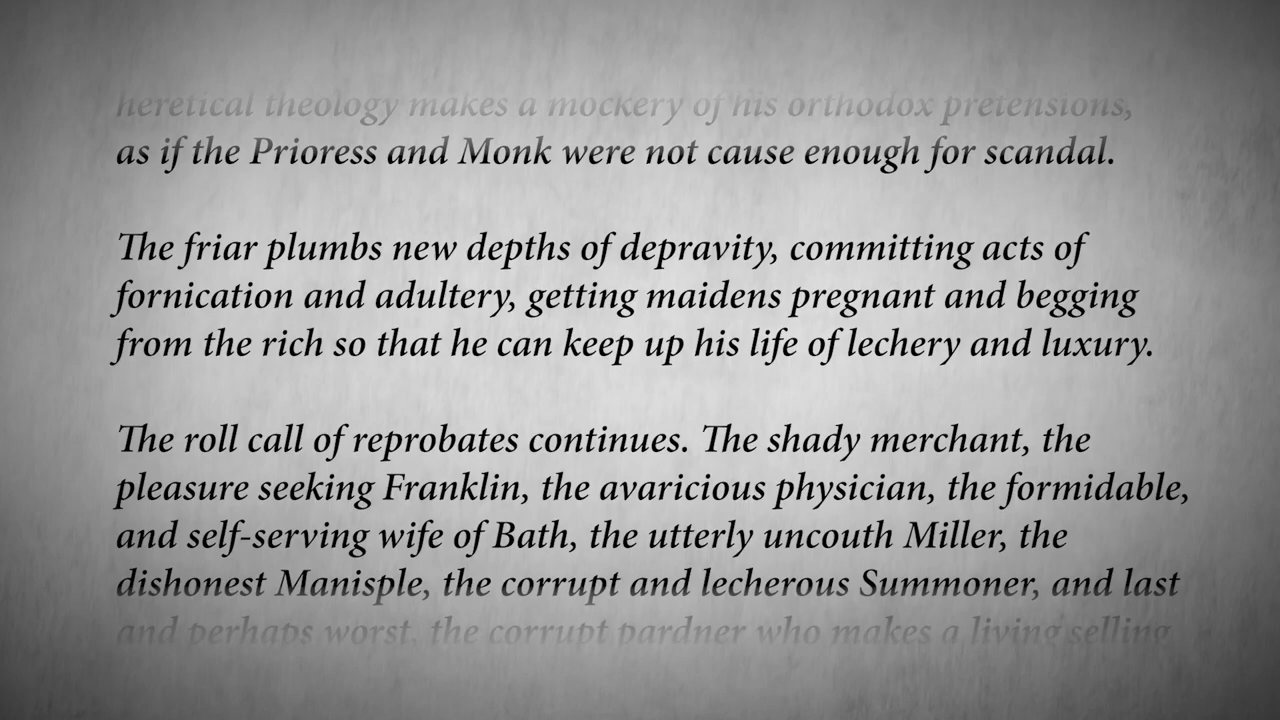 heretical theology makes a mockery of his orthodox pretensions,
as if the Prioress and Monk were not cause enough for scandal.
The friar plumbs new depths of depravity, committing acts of
fornication and adultery, getting maidens pregnant and begging
from the rich so that he can keep up his life of lechery and luxury.
The roll call of reprobates continues. The shady merchant, the
pleasure seeking Franklin, the avaricious physician, the formidable,
and self-serving wife of Bath, the utterly uncouth Miller, the
dishonest Manisple, the corrupt and lecherous Summoner, and last
and perhaps worst, the corrupt pardner who makes a living selling